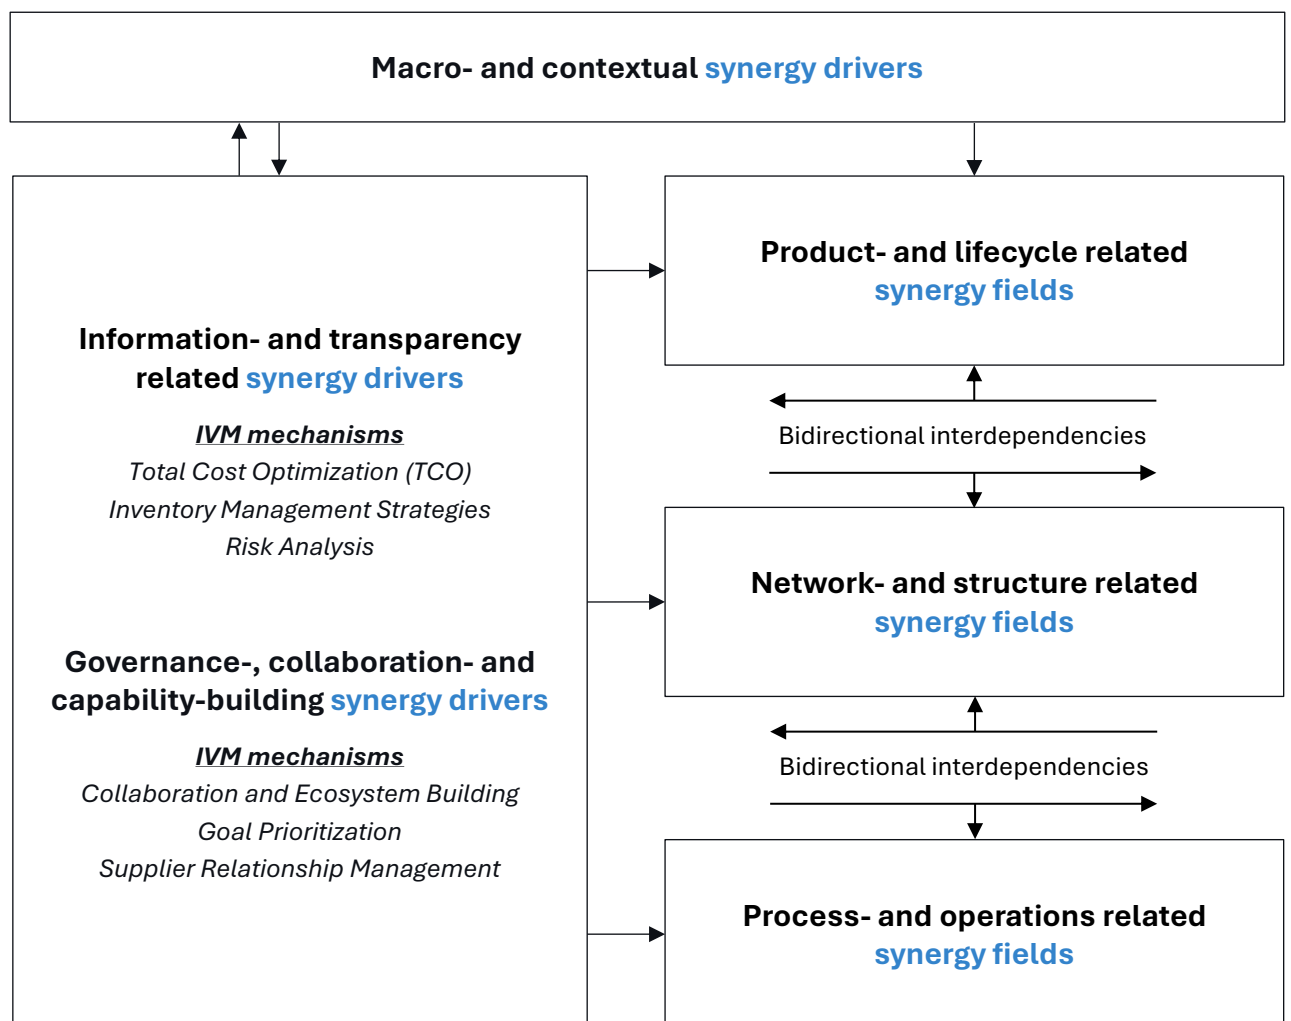 Macro- and contextual synergy drivers
Information- and transparency
related synergy drivers
IVM mechanisms
Total Cost Optimization (TCO)
Inventory Management Strategies
Risk Analysis
Governance-, collaboration- and
capability-building synergy drivers
IVM mechanisms
Collaboration and Ecosystem Building
Goal Prioritization
Supplier Relationship Management
Product- and lifecycle related
synergy fields
Bidirectional interdependencies
Network- and structure related
synergy fields
Bidirectional interdependencies
Process- and operations related
synergy fields